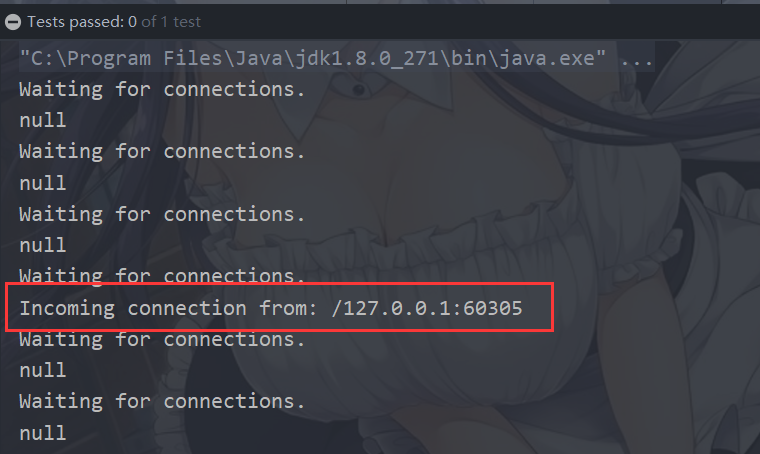 Tests passed: 0 of 1 test
"C:\Program Files\Java\jdk1.8.0_271\bin\java.exe" ...
Waiting for connections.
null
Waiting for connections.
null
Waiting for connections.
null
Waiting for connections.
Incoming connection from: /127.0.0.1:60305
Waiting for connections.
null
Waiting for connections.
null